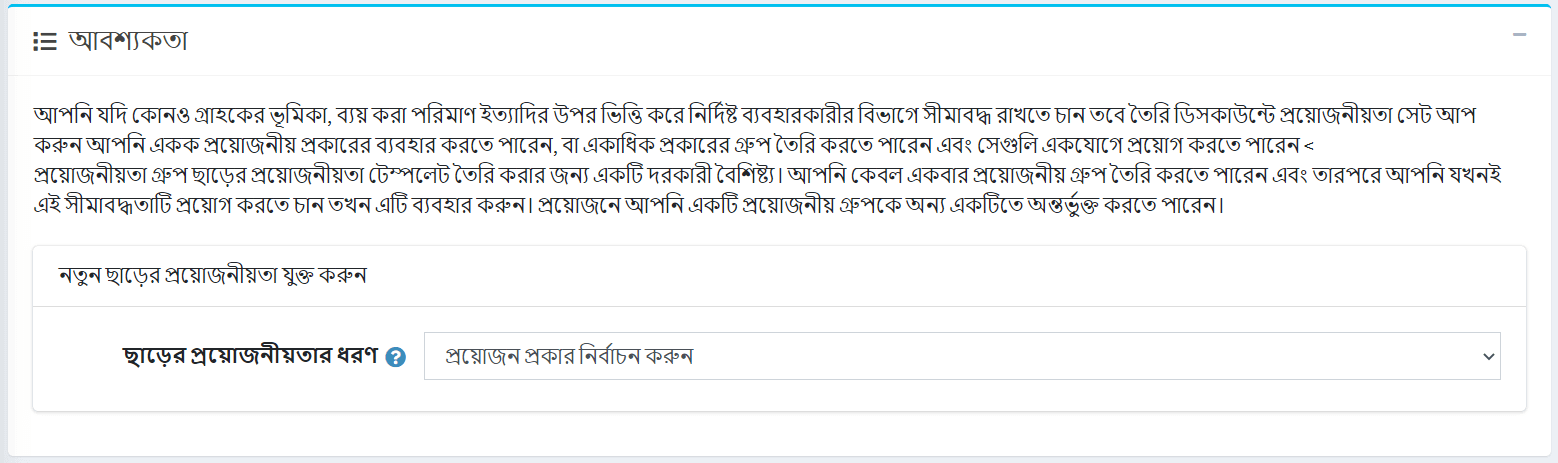 আবশ্যকতা
আপনি যদি কোনও গ্রাহকের ভূমিকা, ব্যয় করা পরিমাণ ইত্যাদির উপর ভিত্তি করে নির্দিষ্ট ব্যবহারকারীর বিভাগে সীমাবদ্ধ রাখতে চান তবে তৈরি ডিসকাউন্টে প্রয়োজনীয়তা সেট আপ
করুন আপনি একক প্রয়োজনীয় প্রকারের ব্যবহার করতে পারেন, বা একাধিক প্রকারের গ্রুপ তৈরি করতে পারেন এবং সেগুলি একযোগে প্রয়োগ করতে পারেন <
প্রয়োজনীয়তা গ্রুপ ছাড়ের প্রয়োজনীয়তা টেম্পলেট তৈরি করার জন্য একটি দরকারী বৈশিষ্ট্য। আপনি কেবল একবার প্রয়োজনীয় গ্রুপ তৈরি করতে পারেন এবং তারপরে আপনি যখনই
এই সীমাবদ্ধতাটি প্রয়োগ করতে চান তখন এটি ব্যবহার করুন। প্রয়োজনে আপনি একটি প্রয়োজনীয় গ্রুপকে অন্য একটিতে অন্তর্ভুক্ত করতে পারেন।
নতুন ছাড়ের প্রয়োজনীয়তা যুক্ত করুন
ছাড়ের প্রয়োজনীয়তার ধরণ ? প্রয়োজন প্রকার নির্বাচন করুন